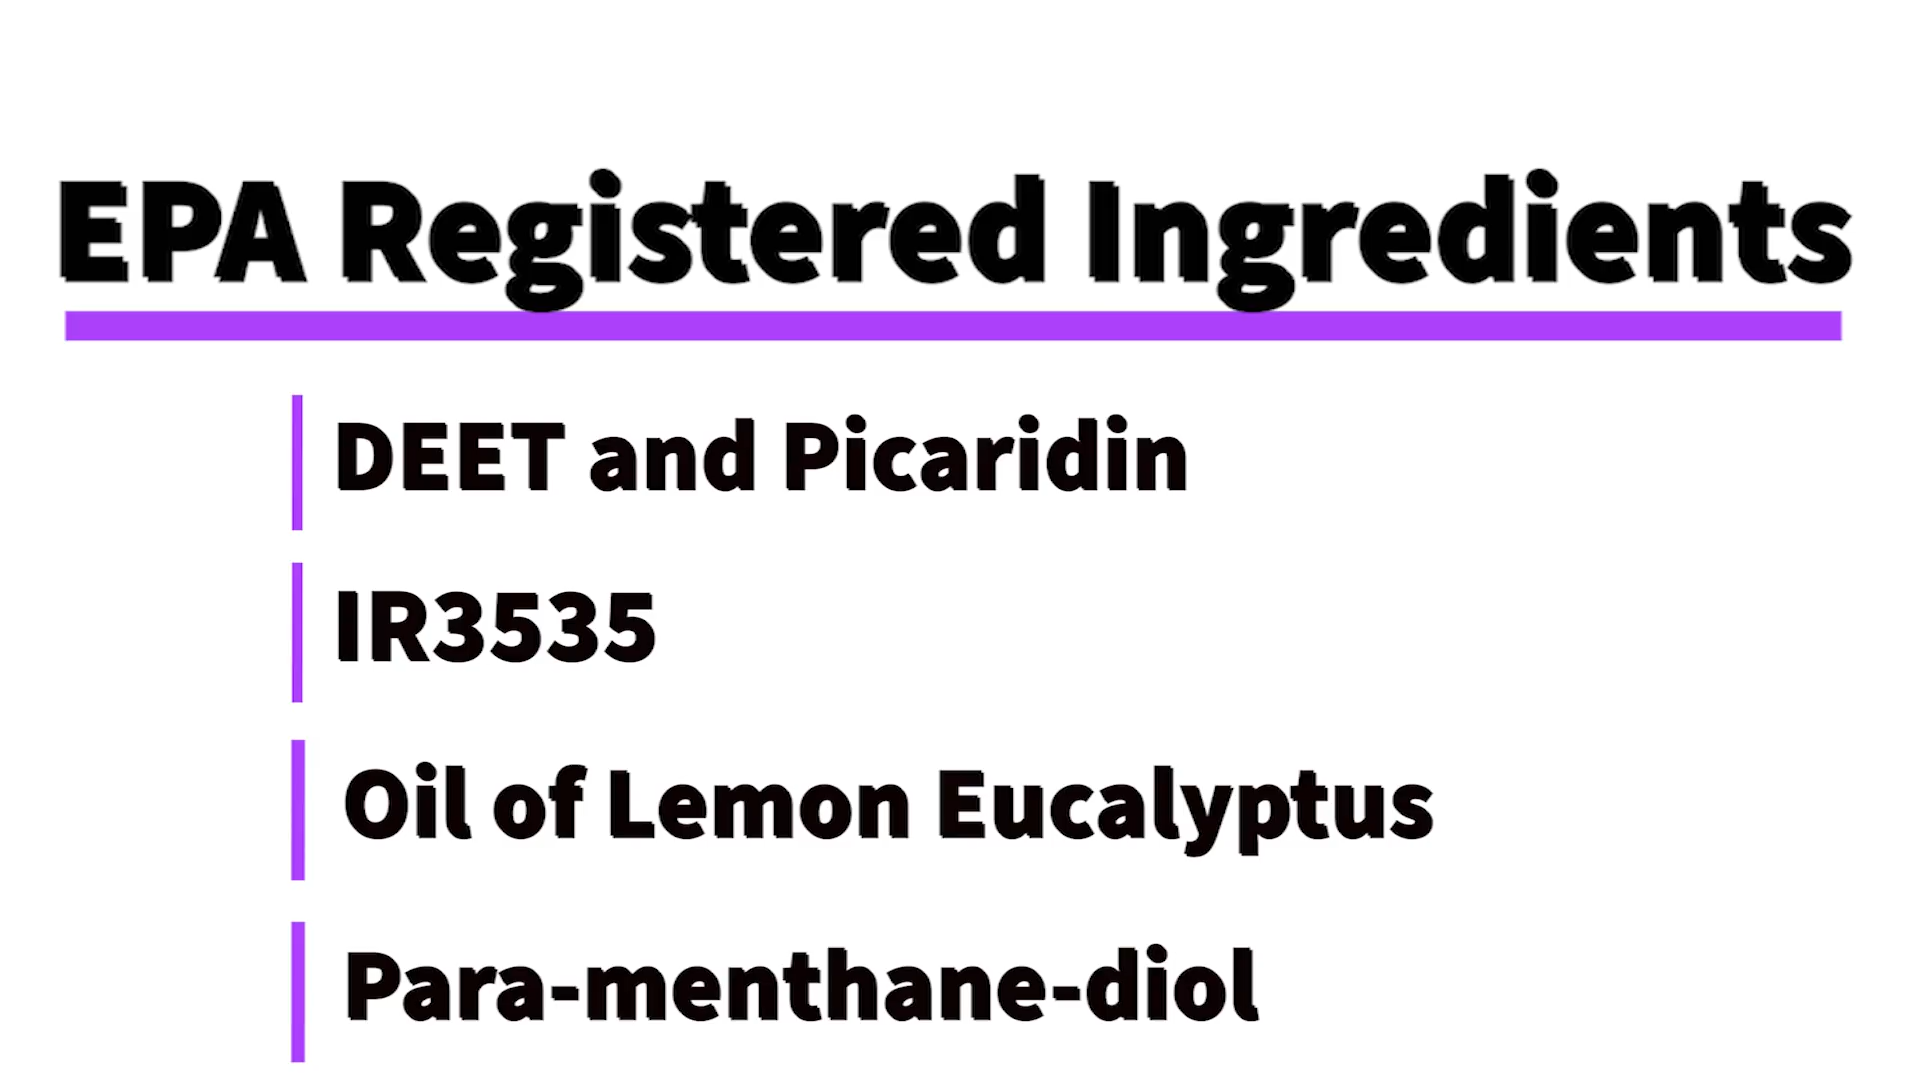 EPA Registered Ingredients
DEET and Picaridin
IR3535
Oil of Lemon Eucalyptus
Para-menthane-diol